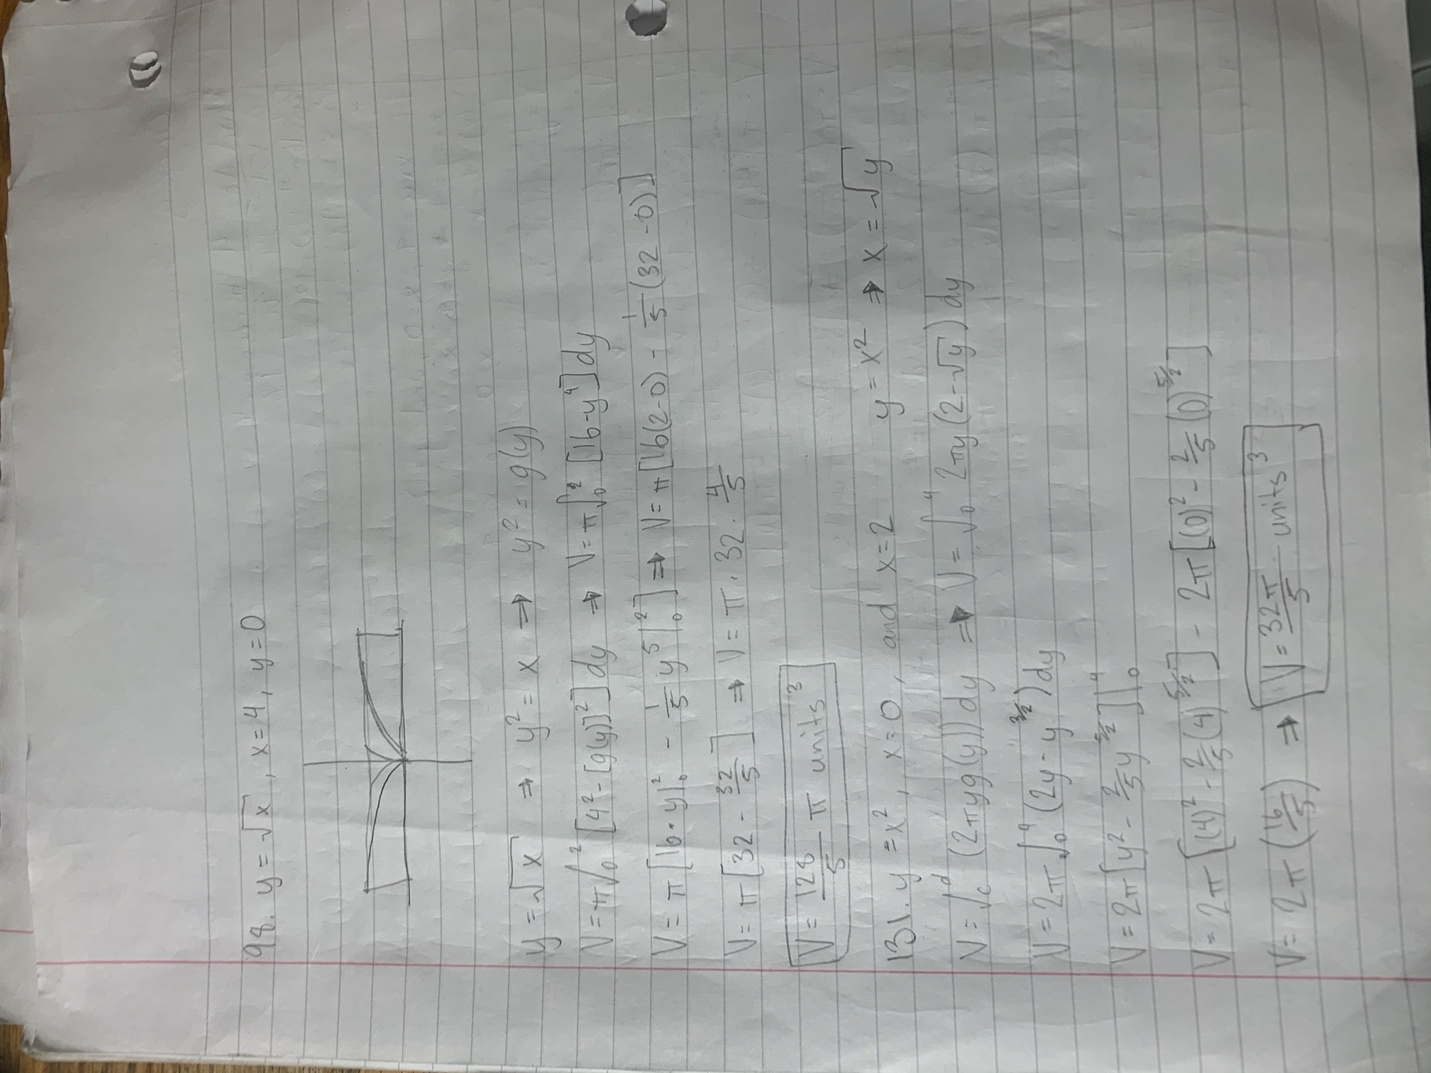 98. y = √x, x = 4, y = 0
y = √x ⇒ y² = x → y² = g(y)
V = π∫₀² [4² - [g(y)]²] dy → V = π∫₀² [16 - y⁴] dy
V = π[16·y|₀² - 1/5 y⁵|₀²] ⇒ V = π[16(2-0) - 1/5(32-0)]
V = π[32 - 32/5] ⇒ V = π · 32 · 4/5
V = 128/5 π units³
131. y = x², x = 0, and x = 2 y = x² ⇒ x = √y
V = ∫_c^d (2πyg(y)) dy ⇒ V = ∫₀⁴ 2πy(2-√y) dy
V = 2π∫₀⁴ (2y - y^(3/2)) dy
V = 2π[y² - 2/5 y^(5/2)]|₀⁴
V = 2π[(4)² - 2/5(4)^(5/2)] - 2π[(0)² - 2/5(0)^(5/2)]
V = 2π(16/5) ⇒ V = 32π/5 units³